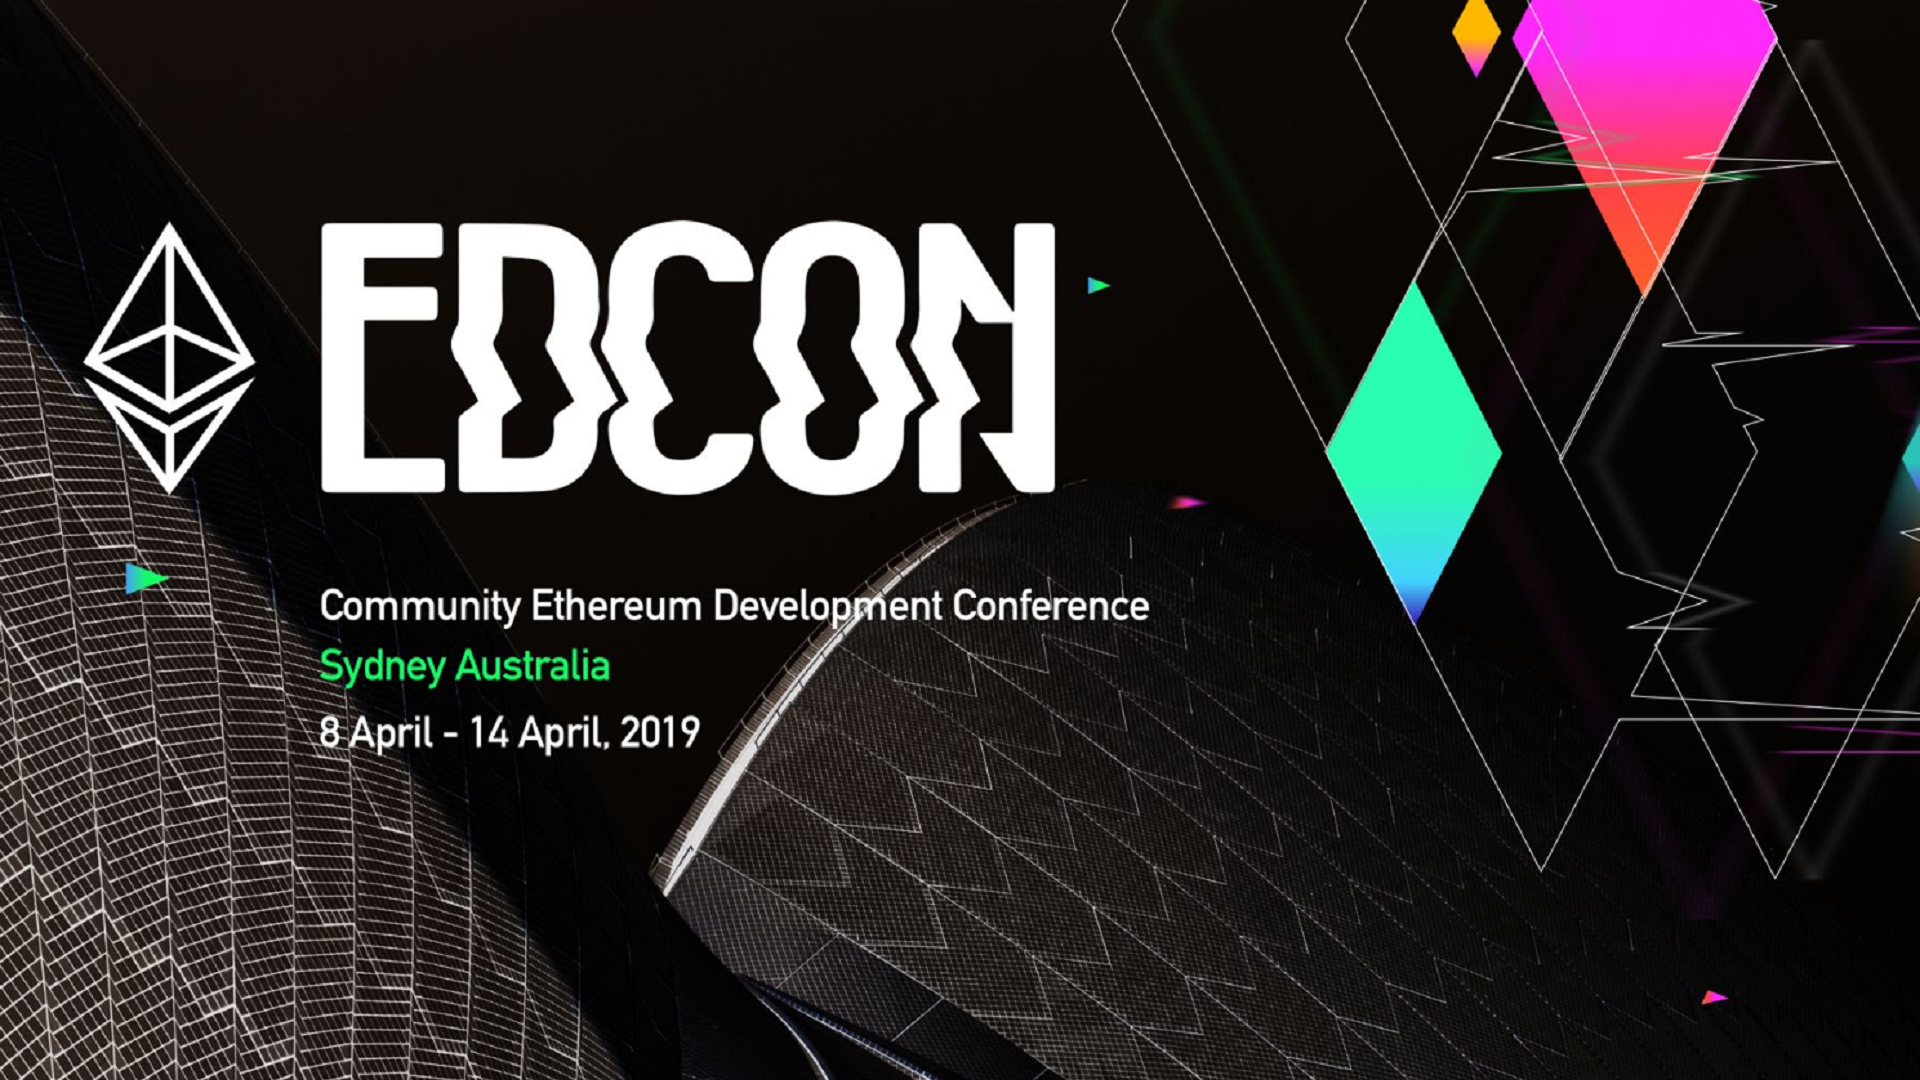 EDCON
Community Ethereum Development Conference
Sydney Australia
8 April - 14 April, 2019